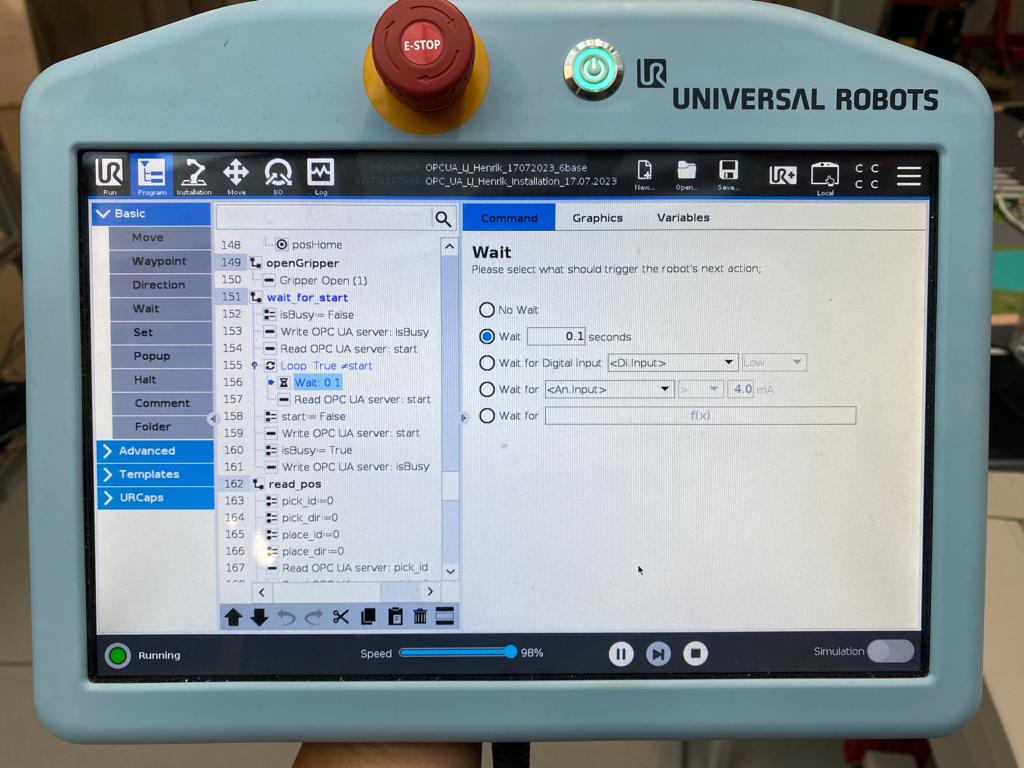 E-STOP
UR
UNIVERSAL ROBOTS
UR
Run
Program
Installation
Move
I/O
Log
PROGRAM OPCUA_LJ_Henrik_17072023_6base
INSTALLATION OPC_UA_LJ_Henrik_Installation_17.07.2023
New...
Open...
Save...
UR+
Local
C C
C C
Basic
Move
Waypoint
Direction
Wait
Set
Popup
Halt
Comment
Folder
Advanced
Templates
URCaps
148 posHome
149 openGripper
150 Gripper Open (1)
151 wait_for_start
152 isBusy:= False
153 Write OPC UA server: isBusy
154 Read OPC UA server: start
155 Loop True ≠start
156 Wait: 0.1
157 Read OPC UA server: start
158 start:= False
159 Write OPC UA server: start
160 isBusy:= True
161 Write OPC UA server: isBusy
162 read_pos
163 pick_id:=0
164 pick_dir:=0
165 place_id:=0
166 place_dir:=0
167 Read OPC UA server: pick_id
Command
Graphics
Variables
Wait
Please select what should trigger the robot's next action;
No Wait
Wait 0.1 seconds
Wait for Digital Input <Di.Input> Low
Wait for <An.Input> > 4.0 mA
Wait for f(x)
Running
Speed 98%
Simulation